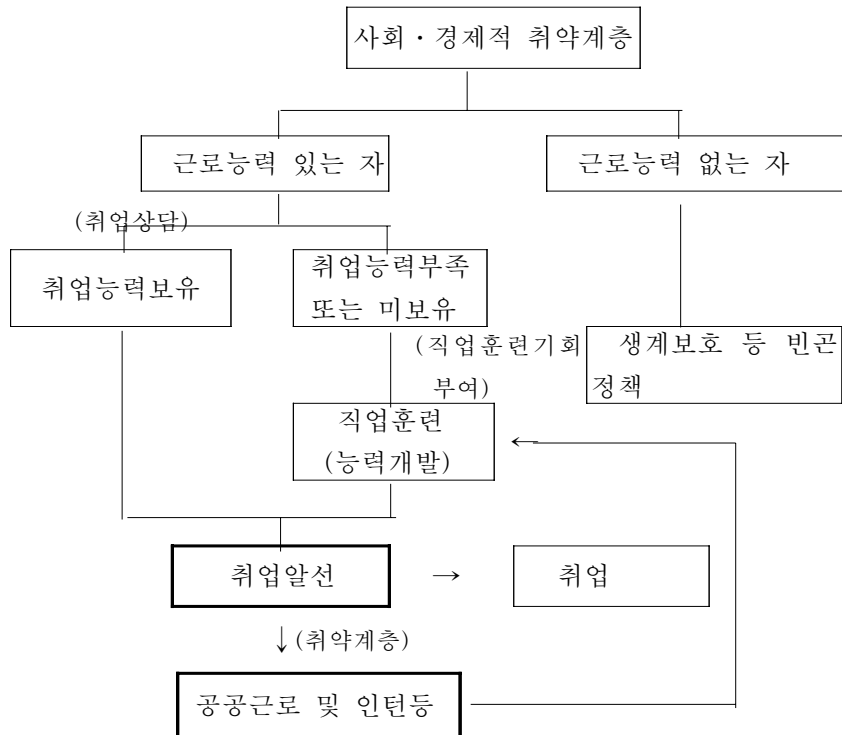 사회·경제적 취약계층
근로능력 있는 자
근로능력 없는 자
(취업상담)
취업능력보유
취업능력부족
또는 미보유
(직업훈련기회
부여)
생계보호 등 빈곤
정책
직업훈련
(능력개발)
←
취업알선
→
취업
↓(취약계층)
공공근로 및 인턴등